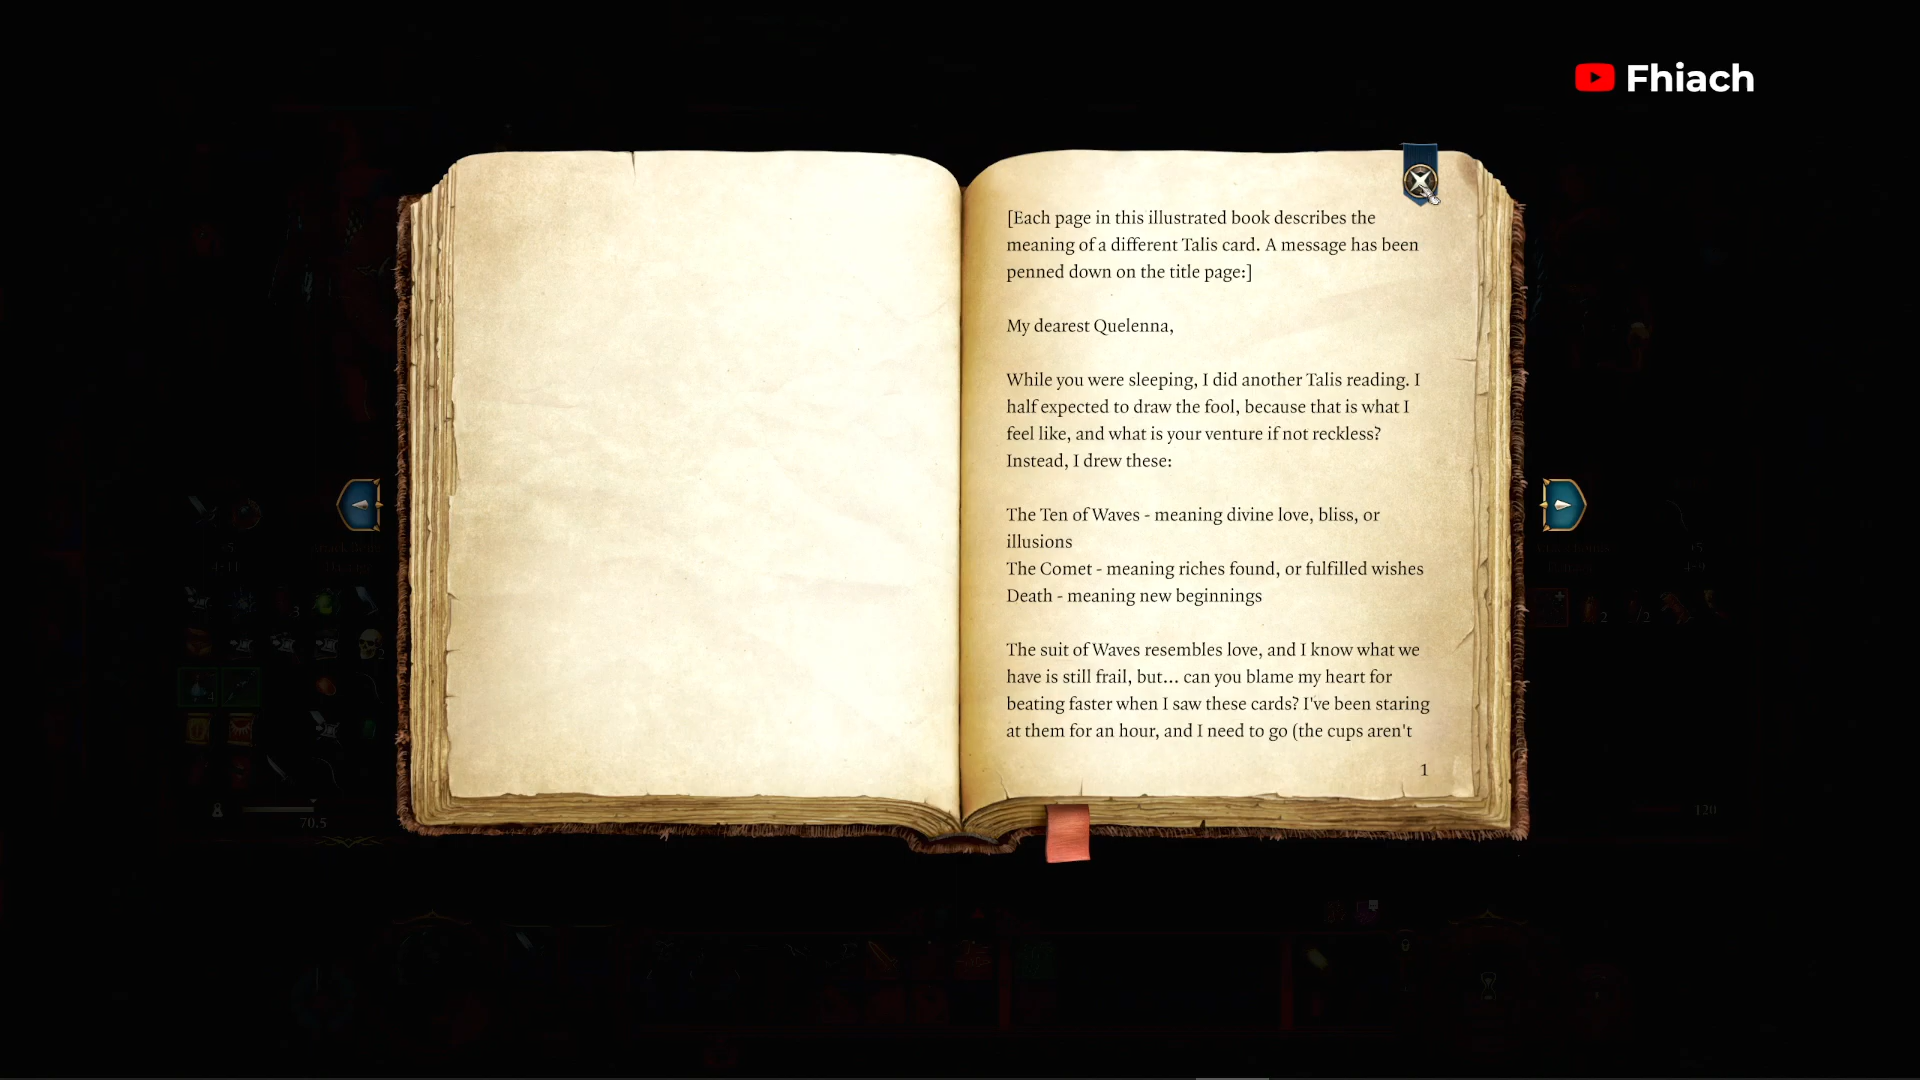 Fhiach
[Each page in this illustrated book describes the
meaning of a different Talis card. A message has been
penned down on the title page:]
My dearest Quelenna,
While you were sleeping, I did another Talis reading. I
half expected to draw the fool, because that is what I
feel like, and what is your venture if not reckless?
Instead, I drew these:
The Ten of Waves - meaning divine love, bliss, or
illusions
The Comet - meaning riches found, or fulfilled wishes
Death - meaning new beginnings
The suit of Waves resembles love, and I know what we
have is still frail, but... can you blame my heart for
beating faster when I saw these cards? I've been staring
at them for an hour, and I need to go (the cups aren't
1
70.5
120